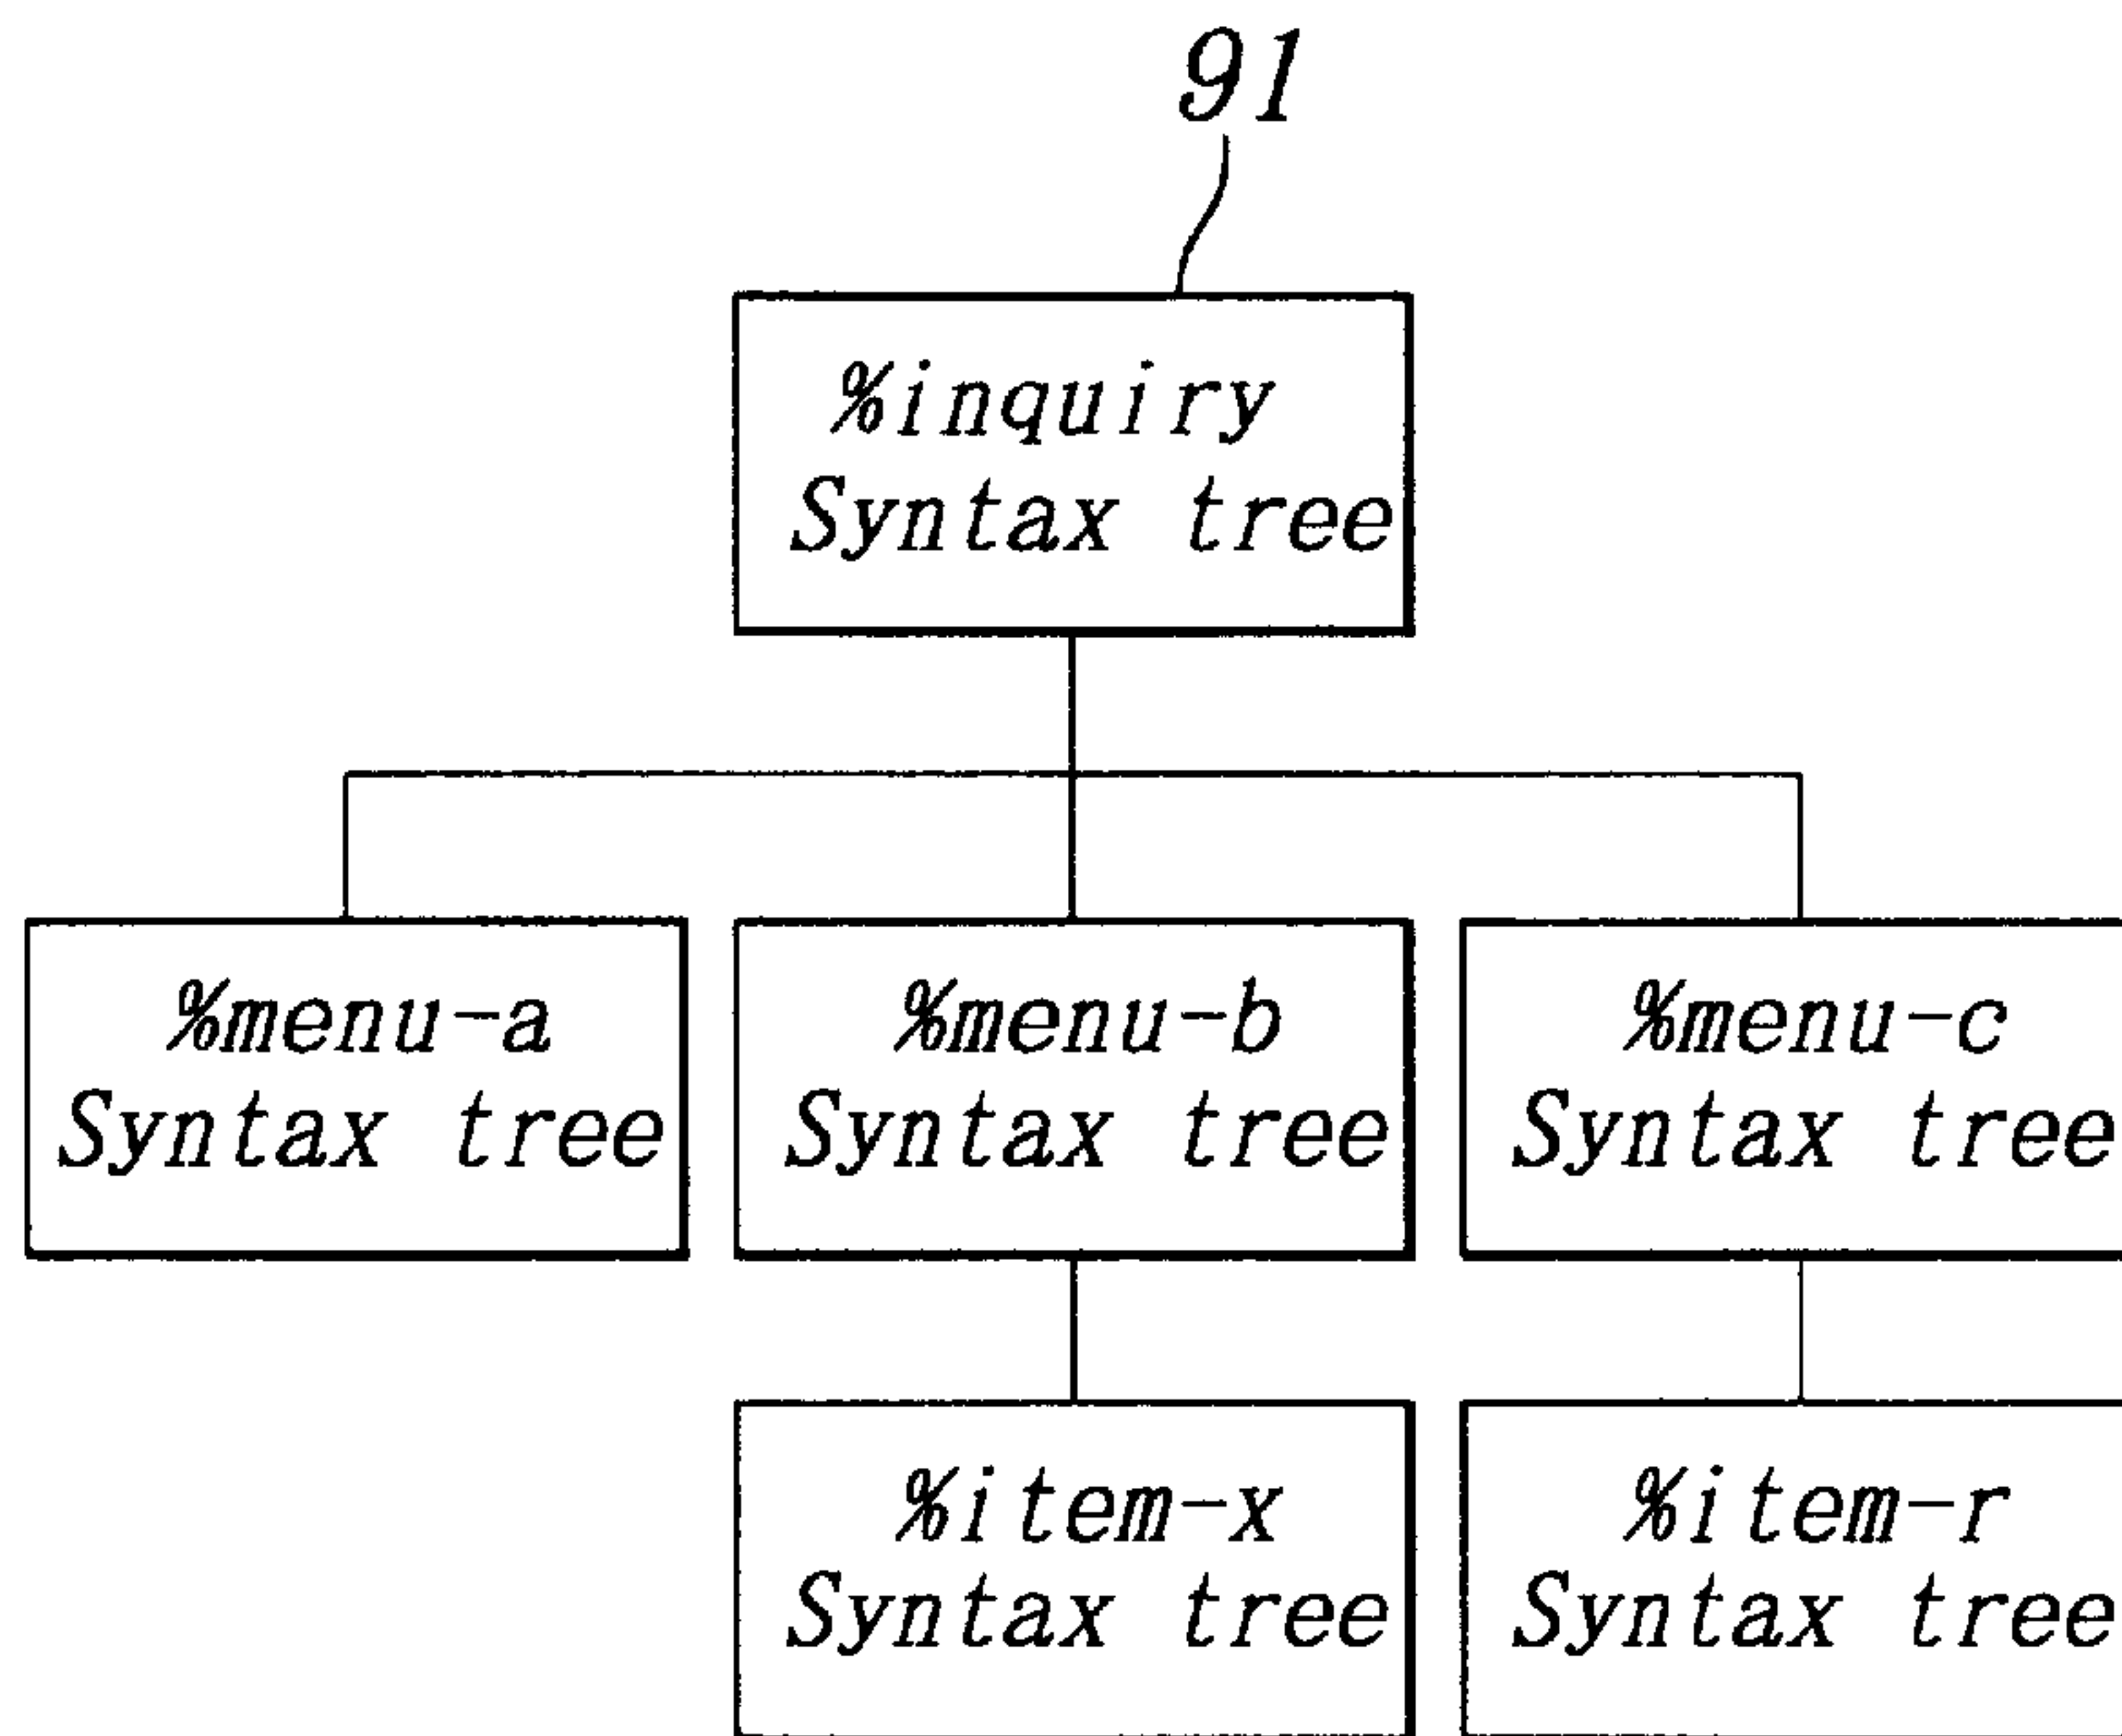 91
%inquiry
Syntax tree
%menu-a
Syntax tree
%menu-b
Syntax tree
%menu-c
Syntax tree
%item-x
Syntax tree
%item-r
Syntax tree